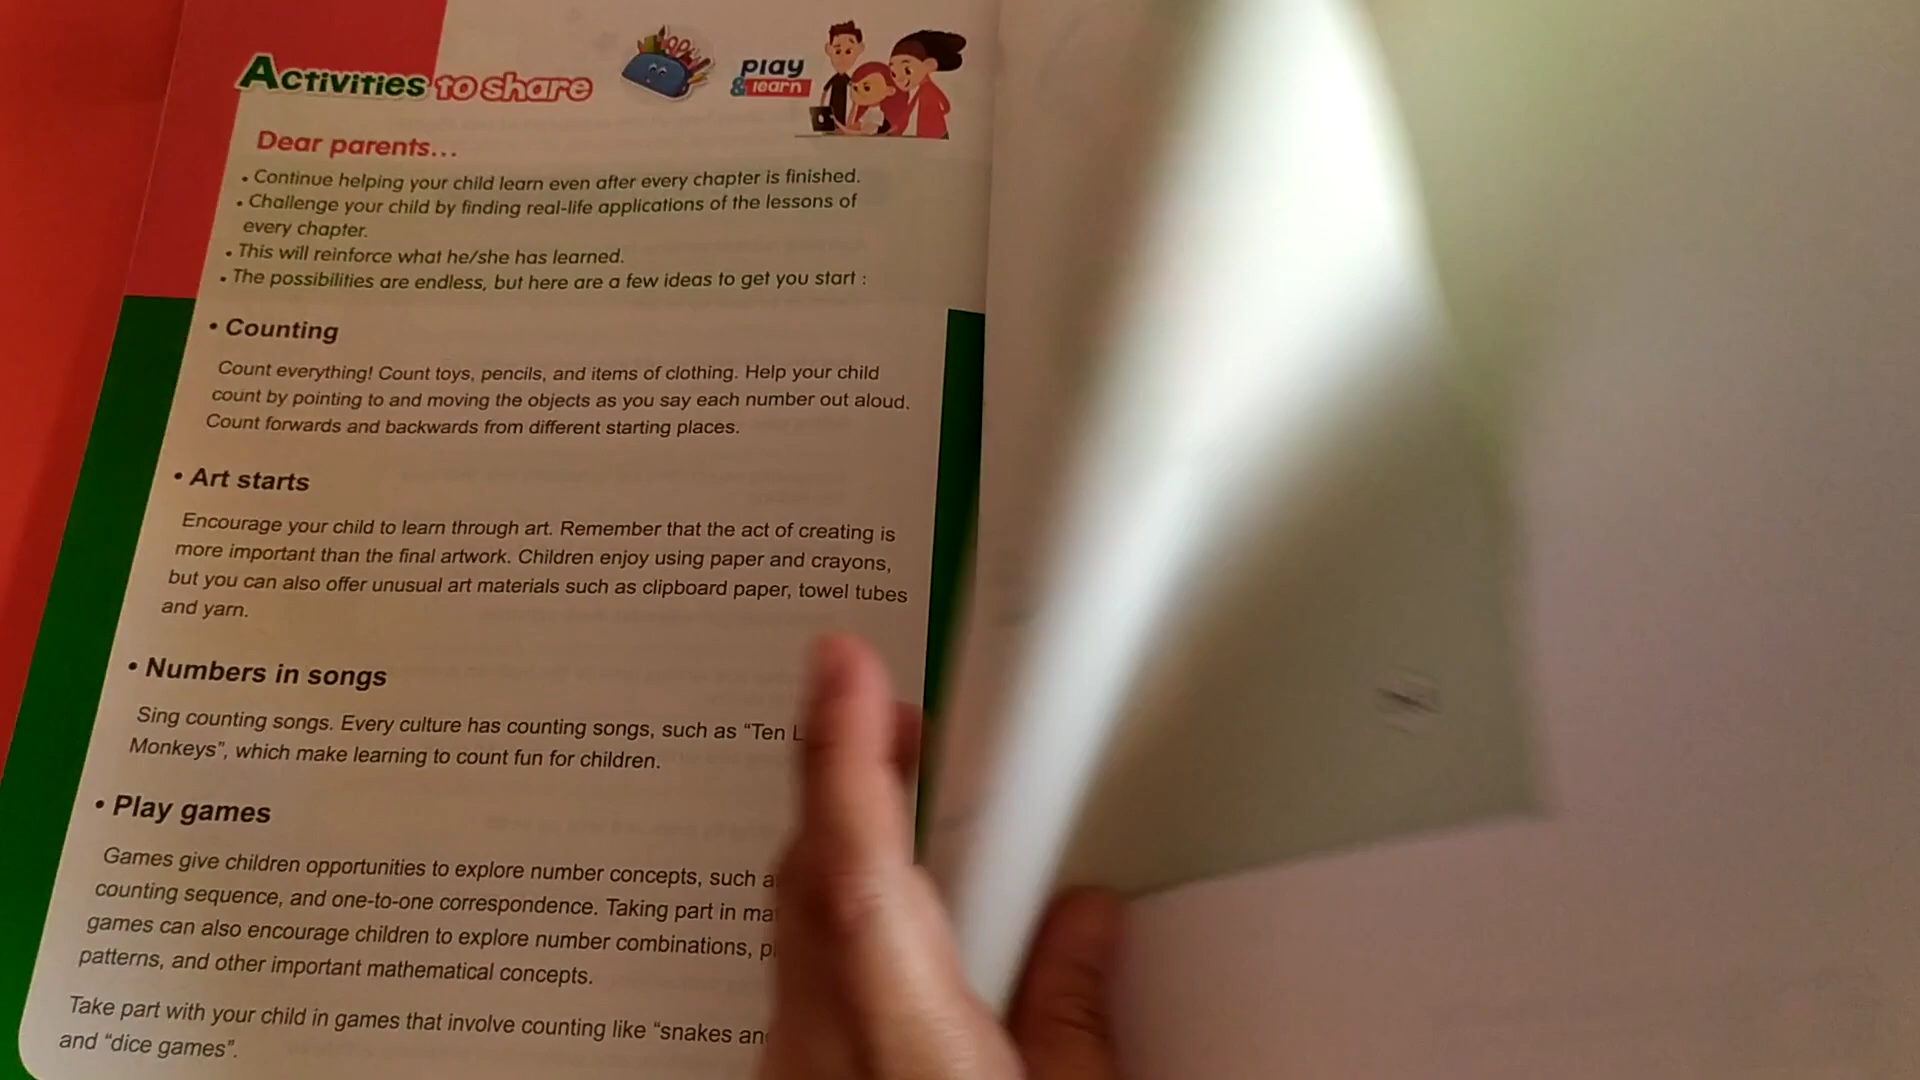 Activities to share
play
& learn
Dear parents...
• Continue helping your child learn even after every chapter is finished.
• Challenge your child by finding real-life applications of the lessons of
every chapter.
• This will reinforce what he/she has learned.
• The possibilities are endless, but here are a few ideas to get you start :
• Counting
Count everything! Count toys, pencils, and items of clothing. Help your child
count by pointing to and moving the objects as you say each number out aloud.
Count forwards and backwards from different starting places.
• Art starts
Encourage your child to learn through art. Remember that the act of creating is
more important than the final artwork. Children enjoy using paper and crayons,
but you can also offer unusual art materials such as clipboard paper, towel tubes
and yarn.
• Numbers in songs
Sing counting songs. Every culture has counting songs, such as “Ten
Monkeys”, which make learning to count fun for children.
• Play games
Games give children opportunities to explore number concepts, such
counting sequence, and one-to-one correspondence. Taking part in
games can also encourage children to explore number combinations,
patterns, and other important mathematical concepts.
Take part with your child in games that involve counting like “snakes
and “dice games”.